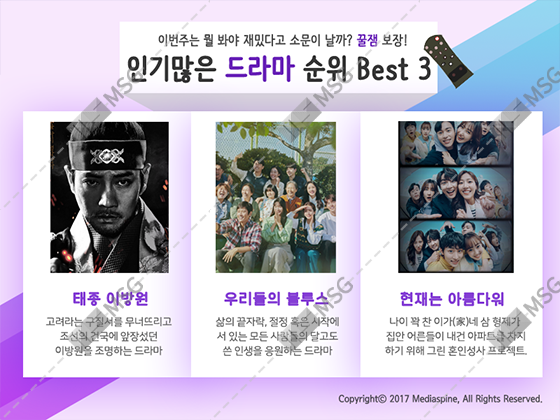 이번주는 뭘 봐야 재밌다고 소문이 날까? 꿀잼 보장!
인기많은 드라마 순위 Best 3
태종 이방원
고려라는 구질서를 무너뜨리고
조선의 건국에 앞장섰던
이방원을 조명하는 드라마
우리들의 블루스
삶의 끝자락, 절정 혹은 시작에
서 있는 모든 사람들의 달고도
쓴 인생을 응원하는 드라마
현재는 아름다워
나이 꽉 찬 이가(家)네 삼 형제가
집안 어른들이 내건 아파트를 차지
하기 위해 그린 혼인성사 프로젝트.
Copyright© 2017 Mediaspine, All Rights Reserved.
MSG
MSG
MSG
MSG
MSG
MSG